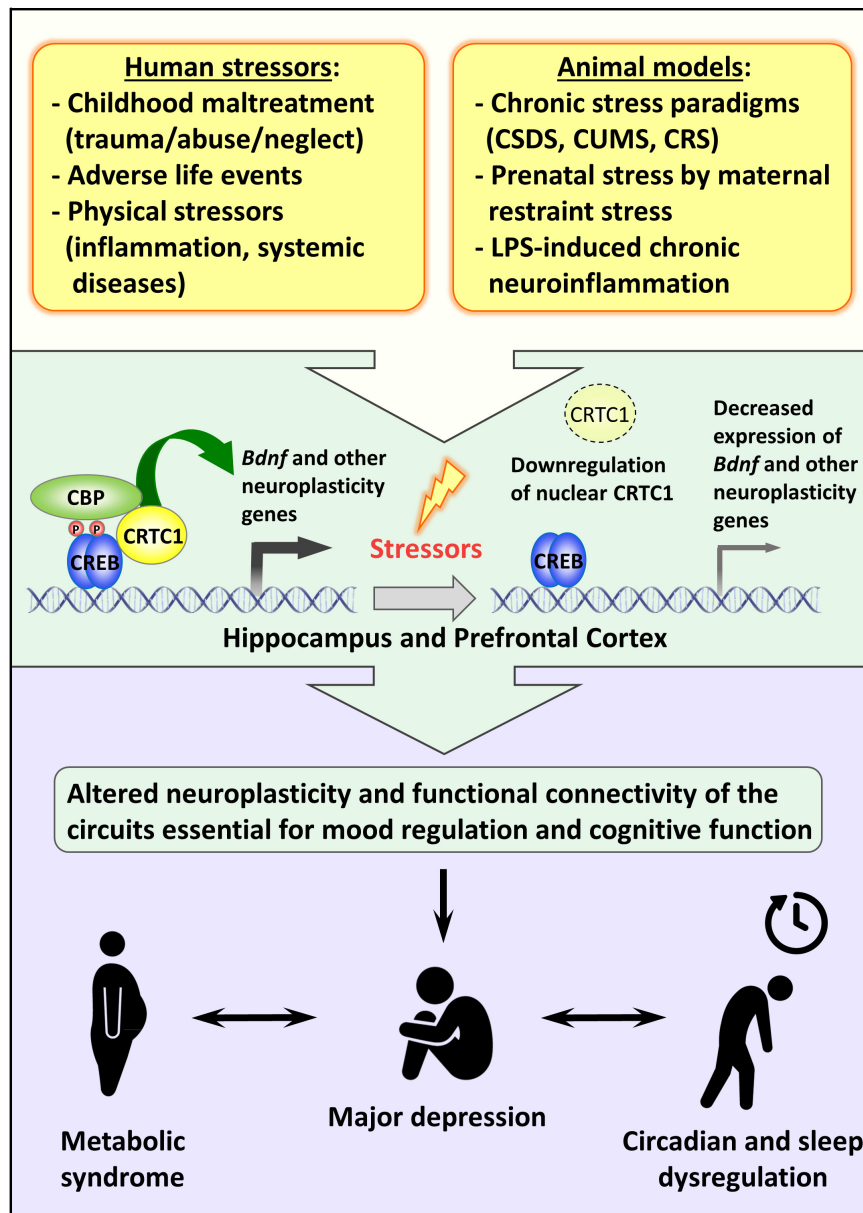 Human stressors:
- Childhood maltreatment
(trauma/abuse/neglect)
- Adverse life events
- Physical stressors
(inflammation, systemic
diseases)
Animal models:
- Chronic stress paradigms
(CSDS, CUMS, CRS)
- Prenatal stress by maternal
restraint stress
- LPS-induced chronic
neuroinflammation
CBP
P P
CREB
CRTC1
Bdnf and other
neuroplasticity
genes
Stressors
CRTC1
Downregulation
of nuclear CRTC1
CREB
Decreased
expression of
Bdnf and other
neuroplasticity
genes
Hippocampus and Prefrontal Cortex
Altered neuroplasticity and functional connectivity of the
circuits essential for mood regulation and cognitive function
Metabolic
syndrome
Major depression
Circadian and sleep
dysregulation